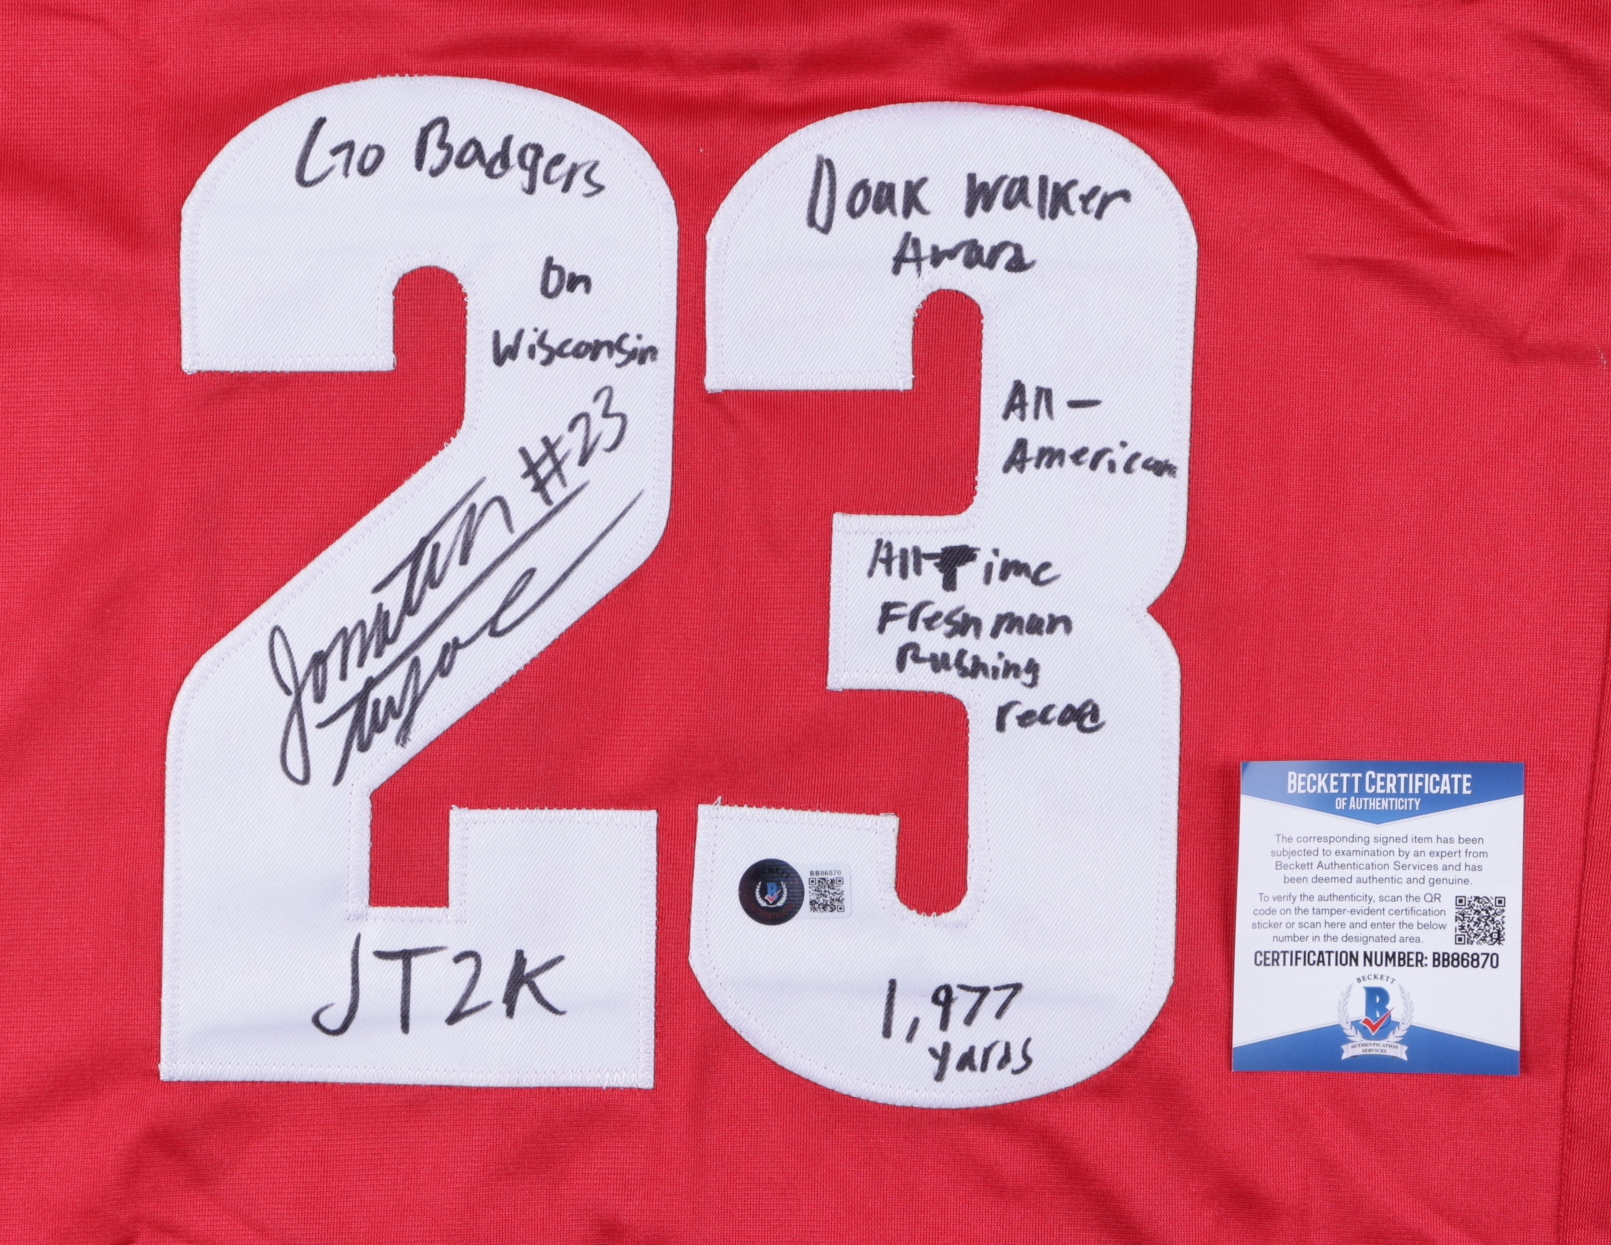 Go Badgers
On
Wisconsin
Jonathan #23
Taylor
JT2K
Doak Walker
Award
All-
American
All-Time
Freshman
Rushing
record
BB86870
1,977
yards
BECKETT CERTIFICATE
OF AUTHENTICITY
The corresponding signed item has been
subjected to examination by an expert from
Beckett Authentication Services and has
been deemed authentic and genuine.
To verify the authenticity, scan the QR
code on the tamper-evident certification
sticker or scan here and enter the below
number in the designated area.
CERTIFICATION NUMBER: BB86870
BECKETT
B
AUTHENTICATION
SERVICES